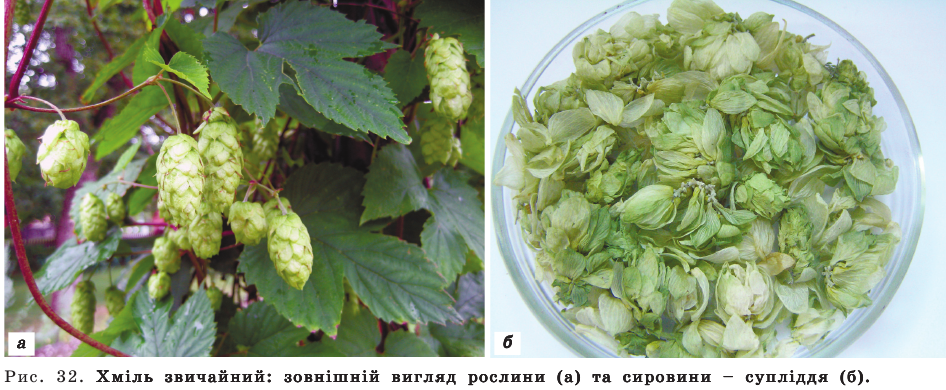 а
б
Рис. 32. Хміль звичайний: зовнішній вигляд рослини (а) та сировини – супліддя (б).